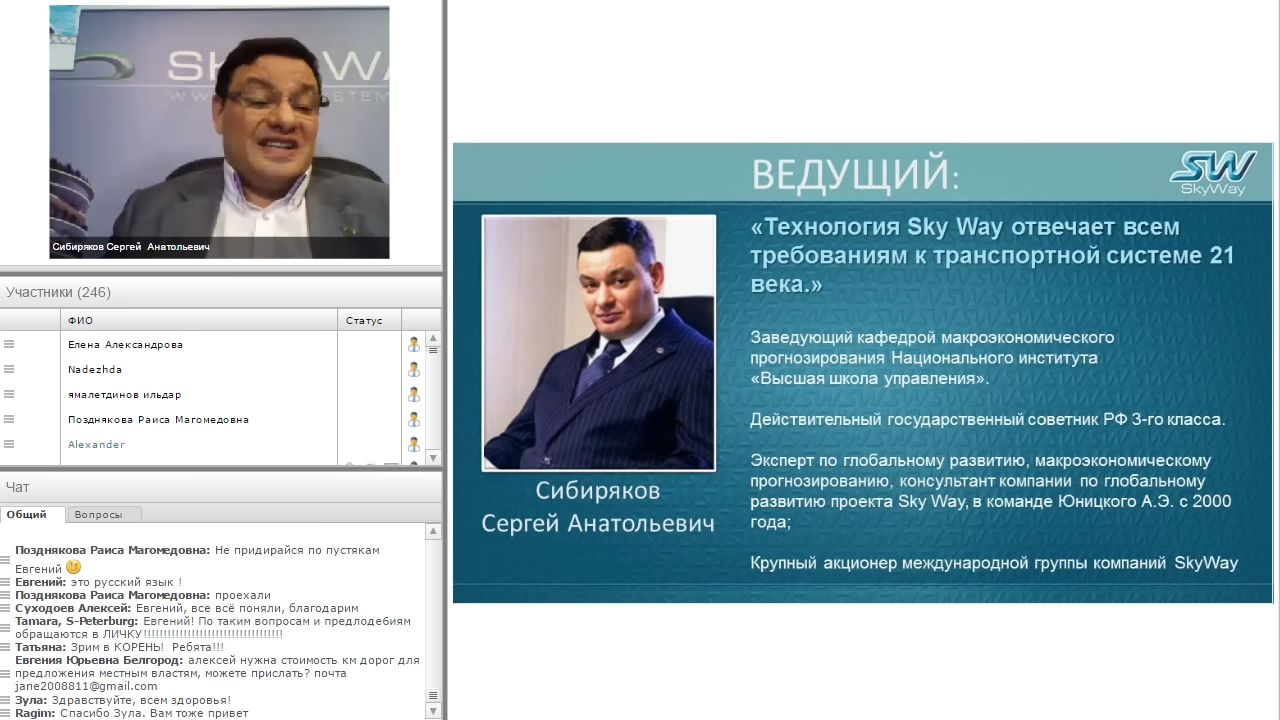 SKYWA
Сибиряков Сергей Анатольевич
Участники (246)
ФИО
Статус
Елена Александрова
Nadezhda
ямалетдинов ильдар
Позднякова Раиса Магомедовна
Alexander
Чат
Общий
Вопросы
Позднякова Раиса Магомедовна: Не придирайся по пустякам
Евгений
Евгений: это русский язык !
Позднякова Раиса Магомедовна: проехали
Суходоев Алексей: Евгений, все всё поняли, благодарим
Tamara, S-Peterburg: Евгений! По таким вопросам и предлодебиям
обращаются в ЛИЧКУ!!!!!!!!!!!!!!!!!!!!!!!!!!!!!!!!!!!
Татьяна: Зрим в КОРЕНЬ! Ребята!!!
Евгения Юрьевна Белгород: алексей нужна стоимость км дорог для
предложения местным властям, можете прислать? почта
jane2008811@gmail.com
Зула: Здравствуйте, всем здоровья!
Ragim: Спасибо Зула. Вам тоже привет
ВЕДУЩИЙ:
SW
SkyWay
«Технология Sky Way отвечает всем
требованиям к транспортной системе 21
века.»
Заведующий кафедрой макроэкономического
прогнозирования Национального института
«Высшая школа управления».
Действительный государственный советник РФ 3-го класса.
Эксперт по глобальному развитию, макроэкономическому
прогнозированию, консультант компании по глобальному
развитию проекта Sky Way, в команде Юницкого А.Э. с 2000
года;
Крупный акционер международной группы компаний SkyWay
Сибиряков
Сергей Анатольевич